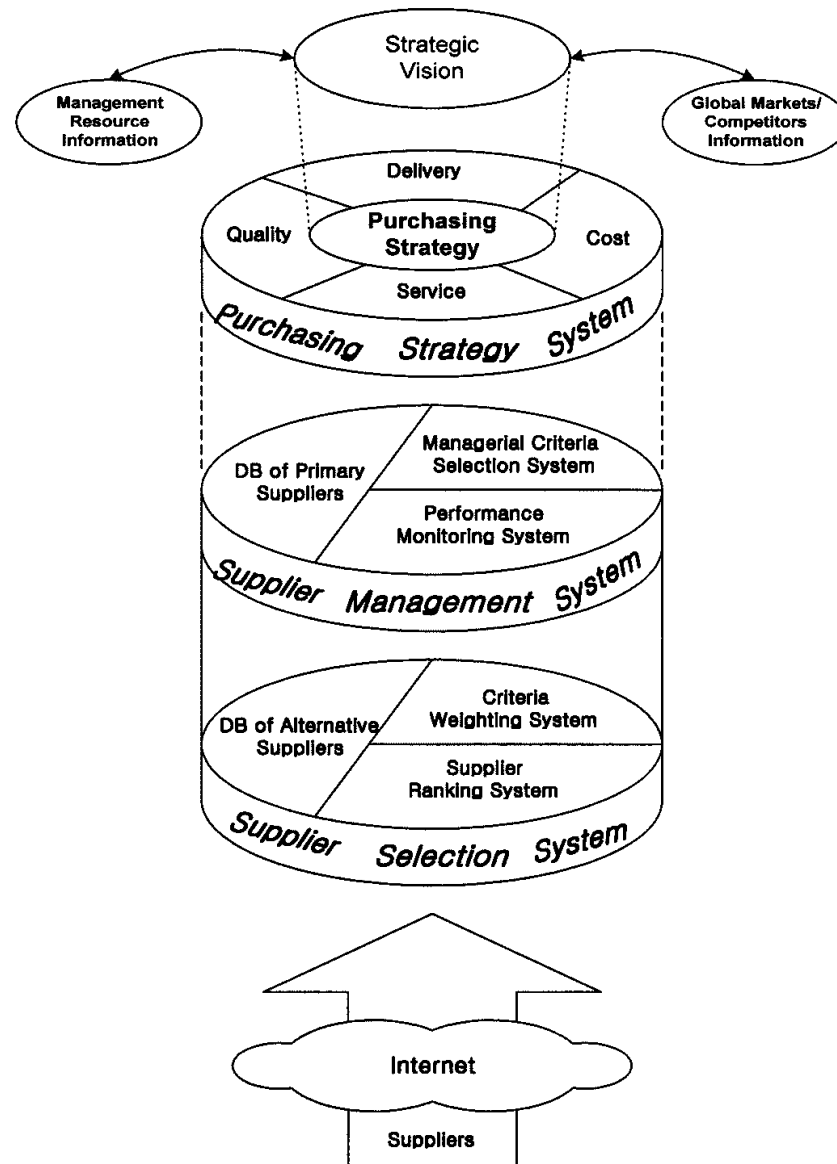 Strategic
Vision
Management
Resource
Information
Global Markets/
Competitors
Information
Delivery
Quality
Purchasing
Strategy
Cost
Service
Purchasing Strategy System
DB of Primary
Suppliers
Managerial Criteria
Selection System
Performance
Monitoring System
Supplier Management System
DB of Alternative
Suppliers
Criteria
Weighting System
Supplier
Ranking System
Supplier Selection System
Internet
Suppliers